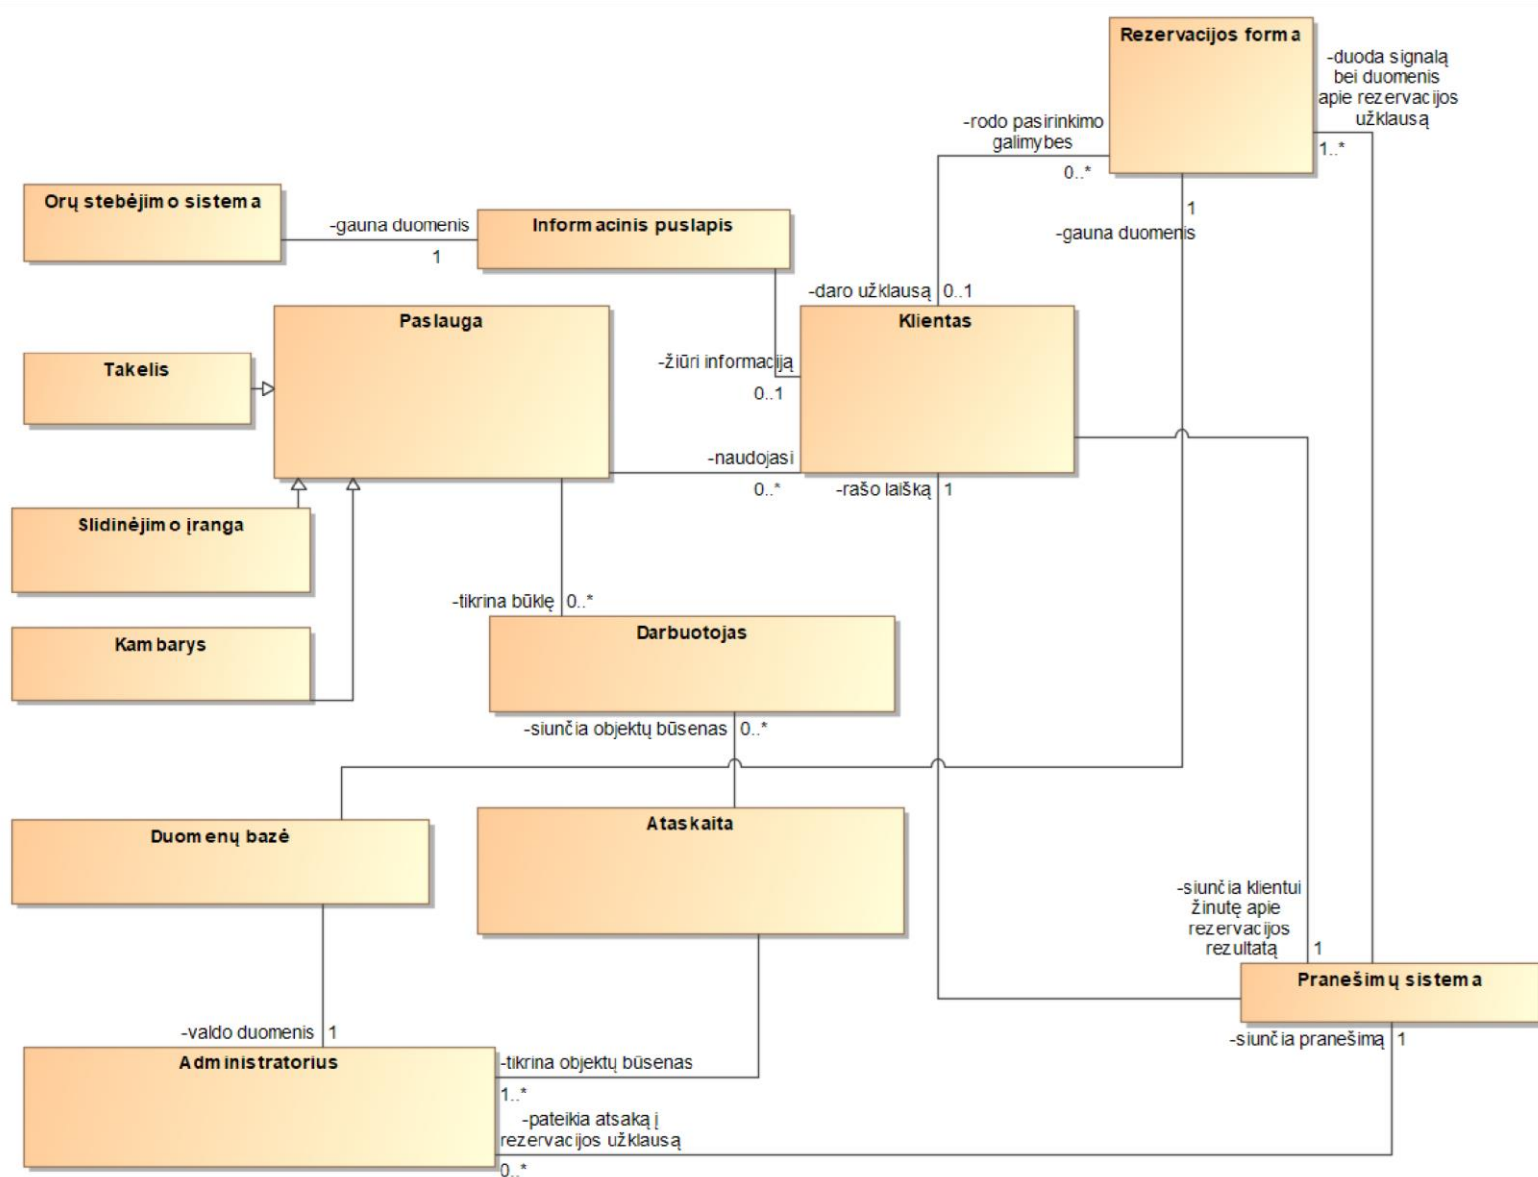 Rezervacijos forma
-duoda signalą
bei duomenis
apie rezervacijos
užklausą
1..*
-rodo pasirinkimo
galimybes
0..*
Orų stebėjimo sistema
-gauna duomenis
1
Informacinis puslapis
1
-gauna duomenis
-daro užklausą
0..1
Paslauga
Klientas
Takelis
-žiūri informaciją
0..1
-naudojasi
0..*
-rašo laišką
1
Slidinėjimo įranga
-tikrina būklę
0..*
Kambarys
Darbuotojas
-siunčia objektų būsenas
0..*
Duomenų bazė
Ataskaita
-siunčia klientui
žinutę apie
rezervacijos
rezultatą
1
Pranešimų sistema
-valdo duomenis
1
-siunčia pranešimą
1
Administratorius
-tikrina objektų būsenas
1..*
-pateikia atsaką į
rezervacijos užklausą
0..*